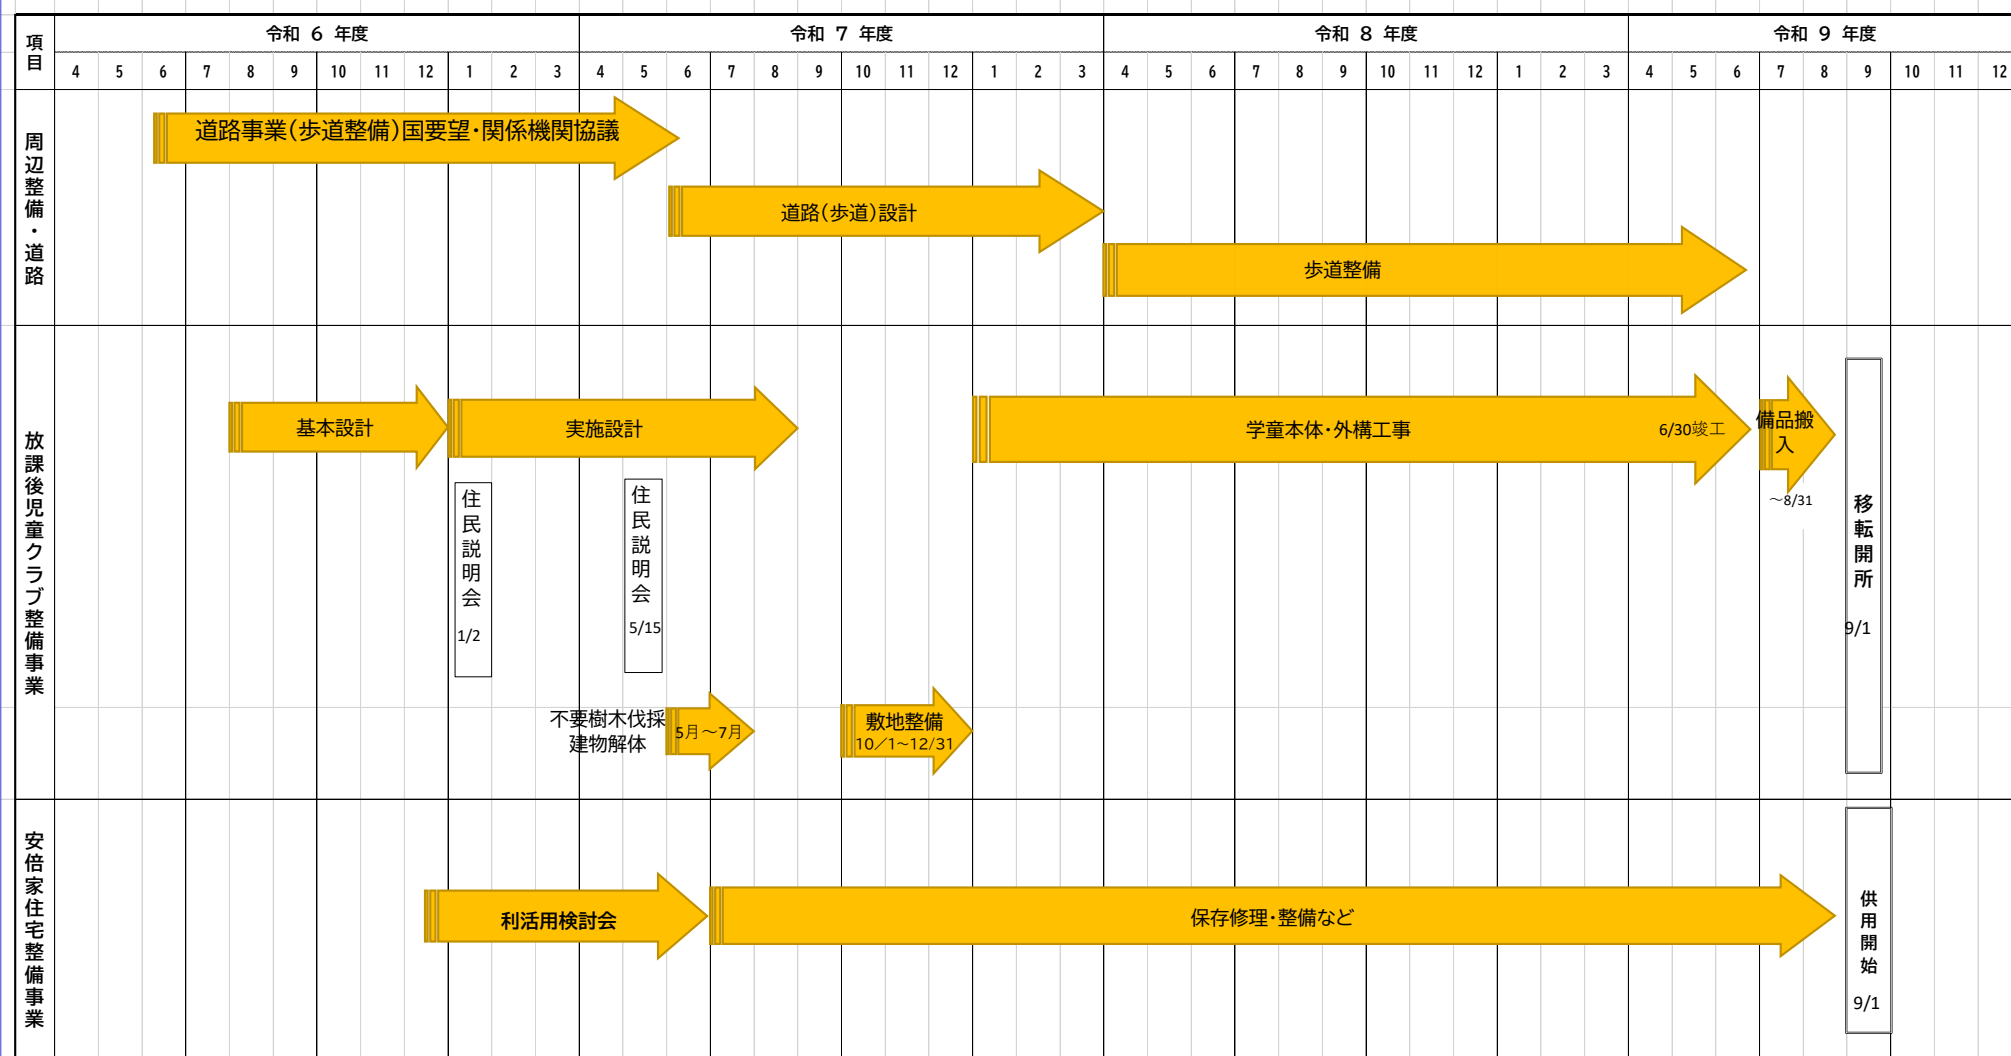 項目
令和 6 年度
令和 7 年度
令和 8 年度
令和 9 年度
4 5 6 7 8 9 10 11 12 1 2 3 4 5 6 7 8 9 10 11 12 1 2 3 4 5 6 7 8 9 10 11 12 1 2 3 4 5 6 7 8 9 10 11 12
周辺整備・道路
道路事業(歩道整備)国要望・関係機関協議
道路(歩道)設計
歩道整備
放課後児童クラブ整備事業
基本設計
実施設計
学童本体・外構工事
6/30竣工
備品搬
入
～8/31
住民説明会
1/2
住民説明会
5/15
移転開所
9/1
不要樹木伐採
建物解体
5月～7月
敷地整備
10／1~12/31
安倍家住宅整備事業
利活用検討会
保存修理・整備など
供用開始
9/1